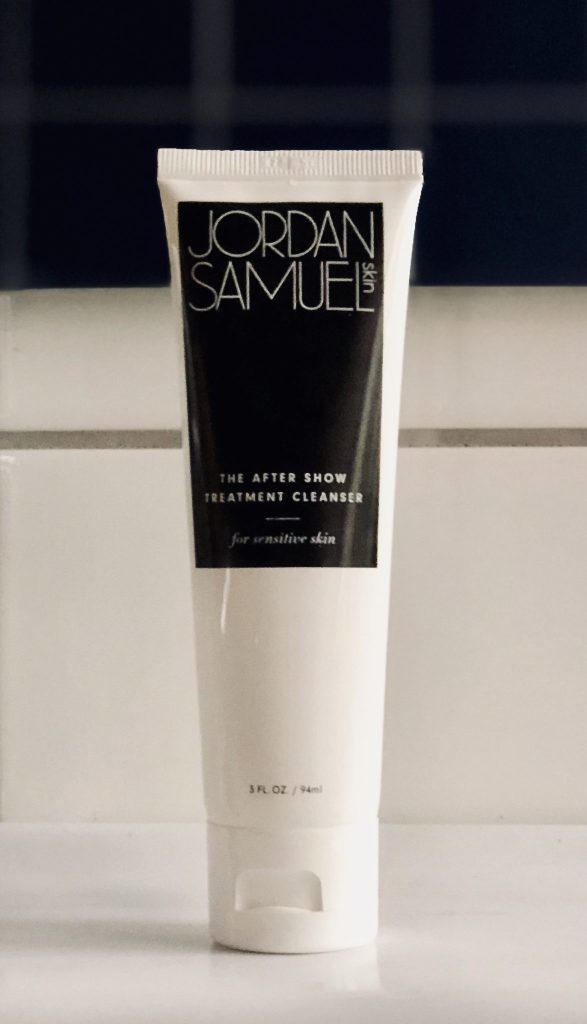 JORDAN
SAMUEL skin
THE AFTER SHOW
TREATMENT CLEANSER
for sensitive skin
3 FL. OZ. / 94ml